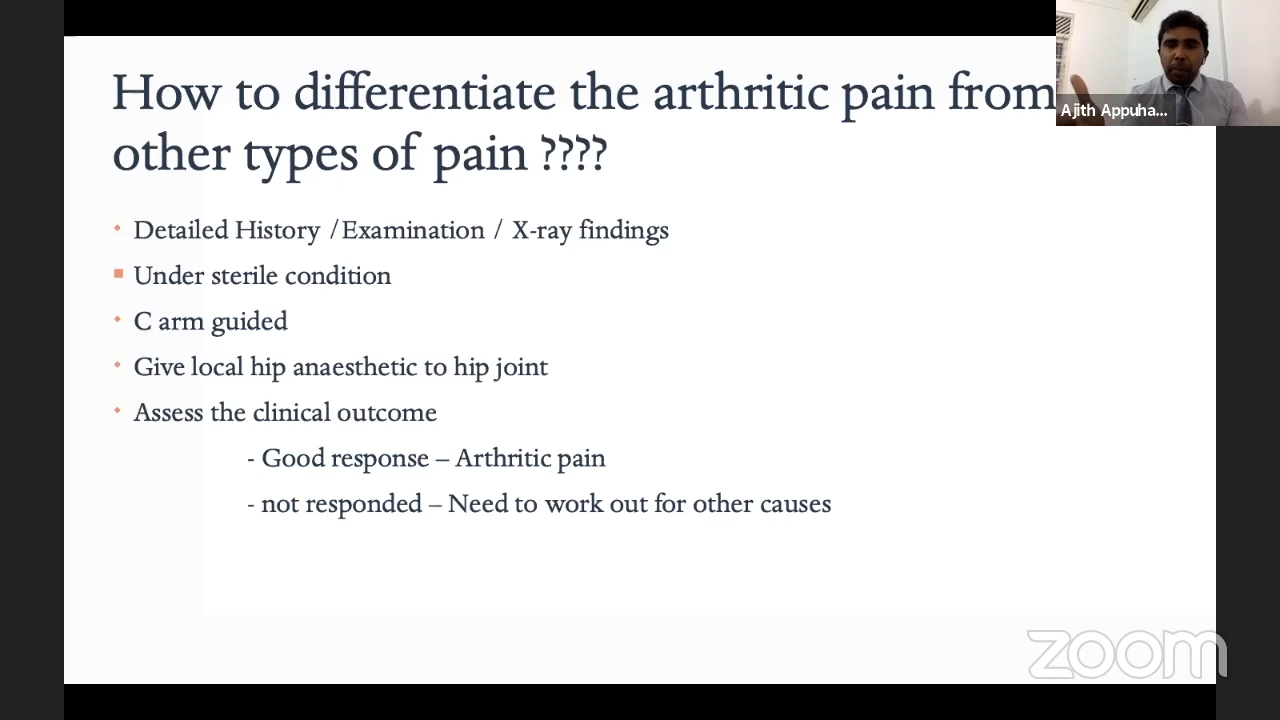 How to differentiate the arthritic pain from
other types of pain ????
Ajith Appuha...
Detailed History /Examination / X-ray findings
Under sterile condition
C arm guided
Give local hip anaesthetic to hip joint
Assess the clinical outcome
- Good response – Arthritic pain
- not responded – Need to work out for other causes
zoom